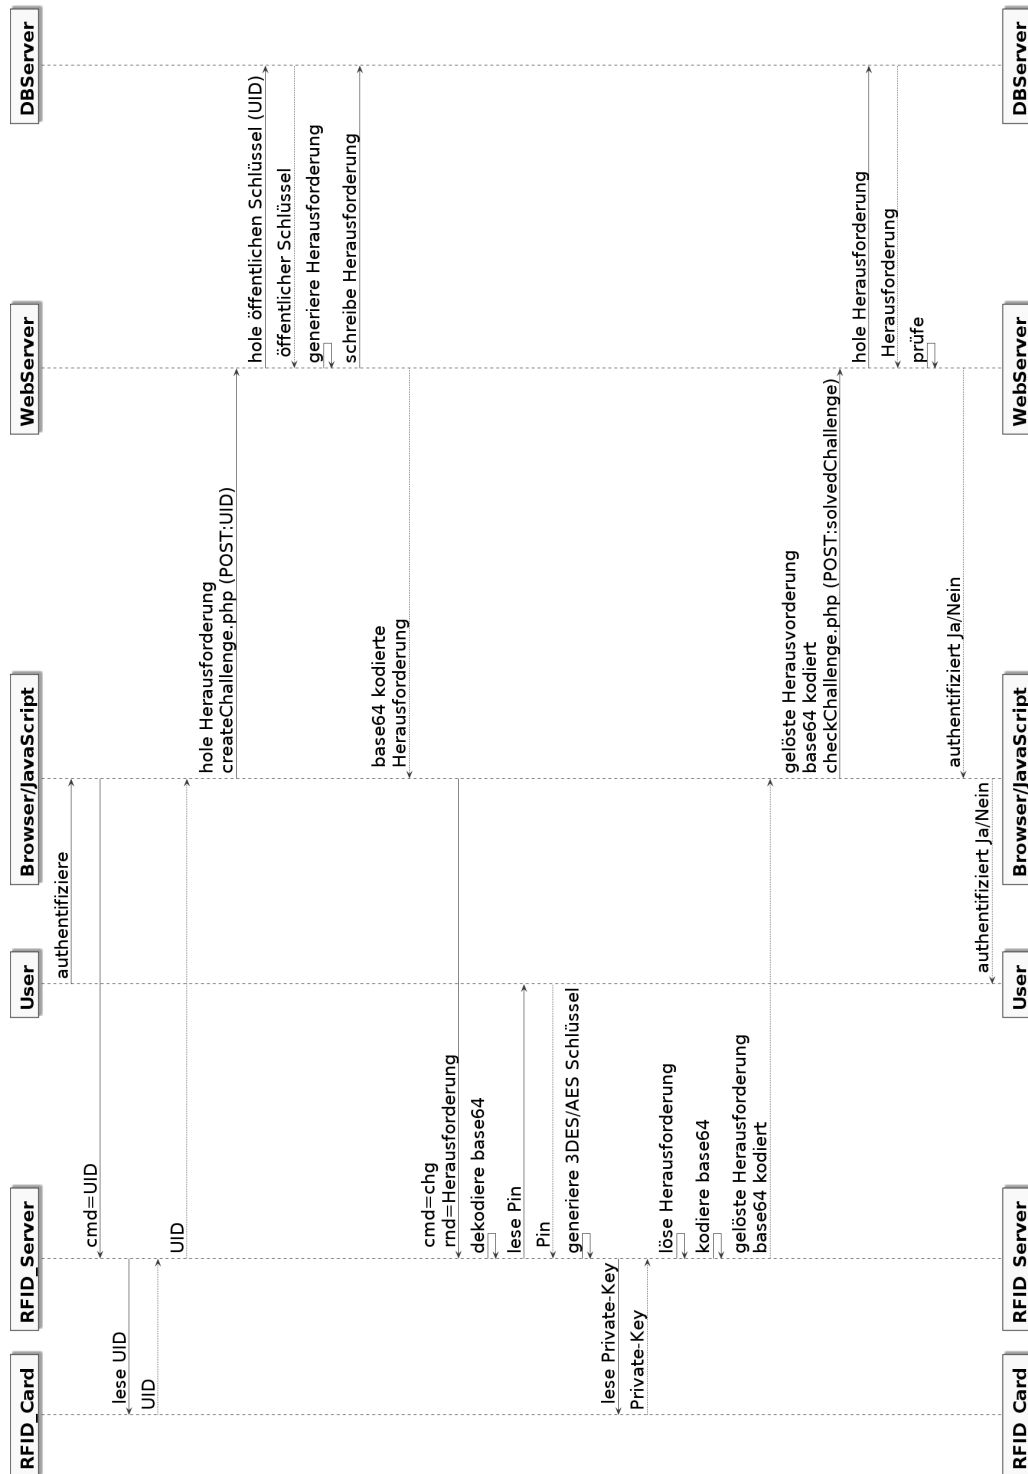 RFID_Card
RFID_Server
User
Browser/JavaScript
WebServer
DBServer
authentifiziere
cmd=UID
lese UID
UID
UID
hole Herausforderung
createChallenge.php (POST:UID)
hole öffentlichen Schlüssel (UID)
öffentlicher Schlüssel
generiere Herausforderung
schreibe Herausforderung
base64 kodierte
Herausforderung
cmd=chg
rnd=Herausforderung
dekodiere base64
lese Pin
Pin
generiere 3DES/AES Schlüssel
lese Private-Key
Private-Key
löse Herausforderung
kodiere base64
gelöste Herausforderung
base64 kodiert
gelöste Herausvorderung
base64 kodiert
checkChallenge.php (POST:solvedChallenge)
hole Herausforderung
Herausforderung
prüfe
authentifiziert Ja/Nein
authentifiziert Ja/Nein
RFID_Card
RFID_Server
User
Browser/JavaScript
WebServer
DBServer